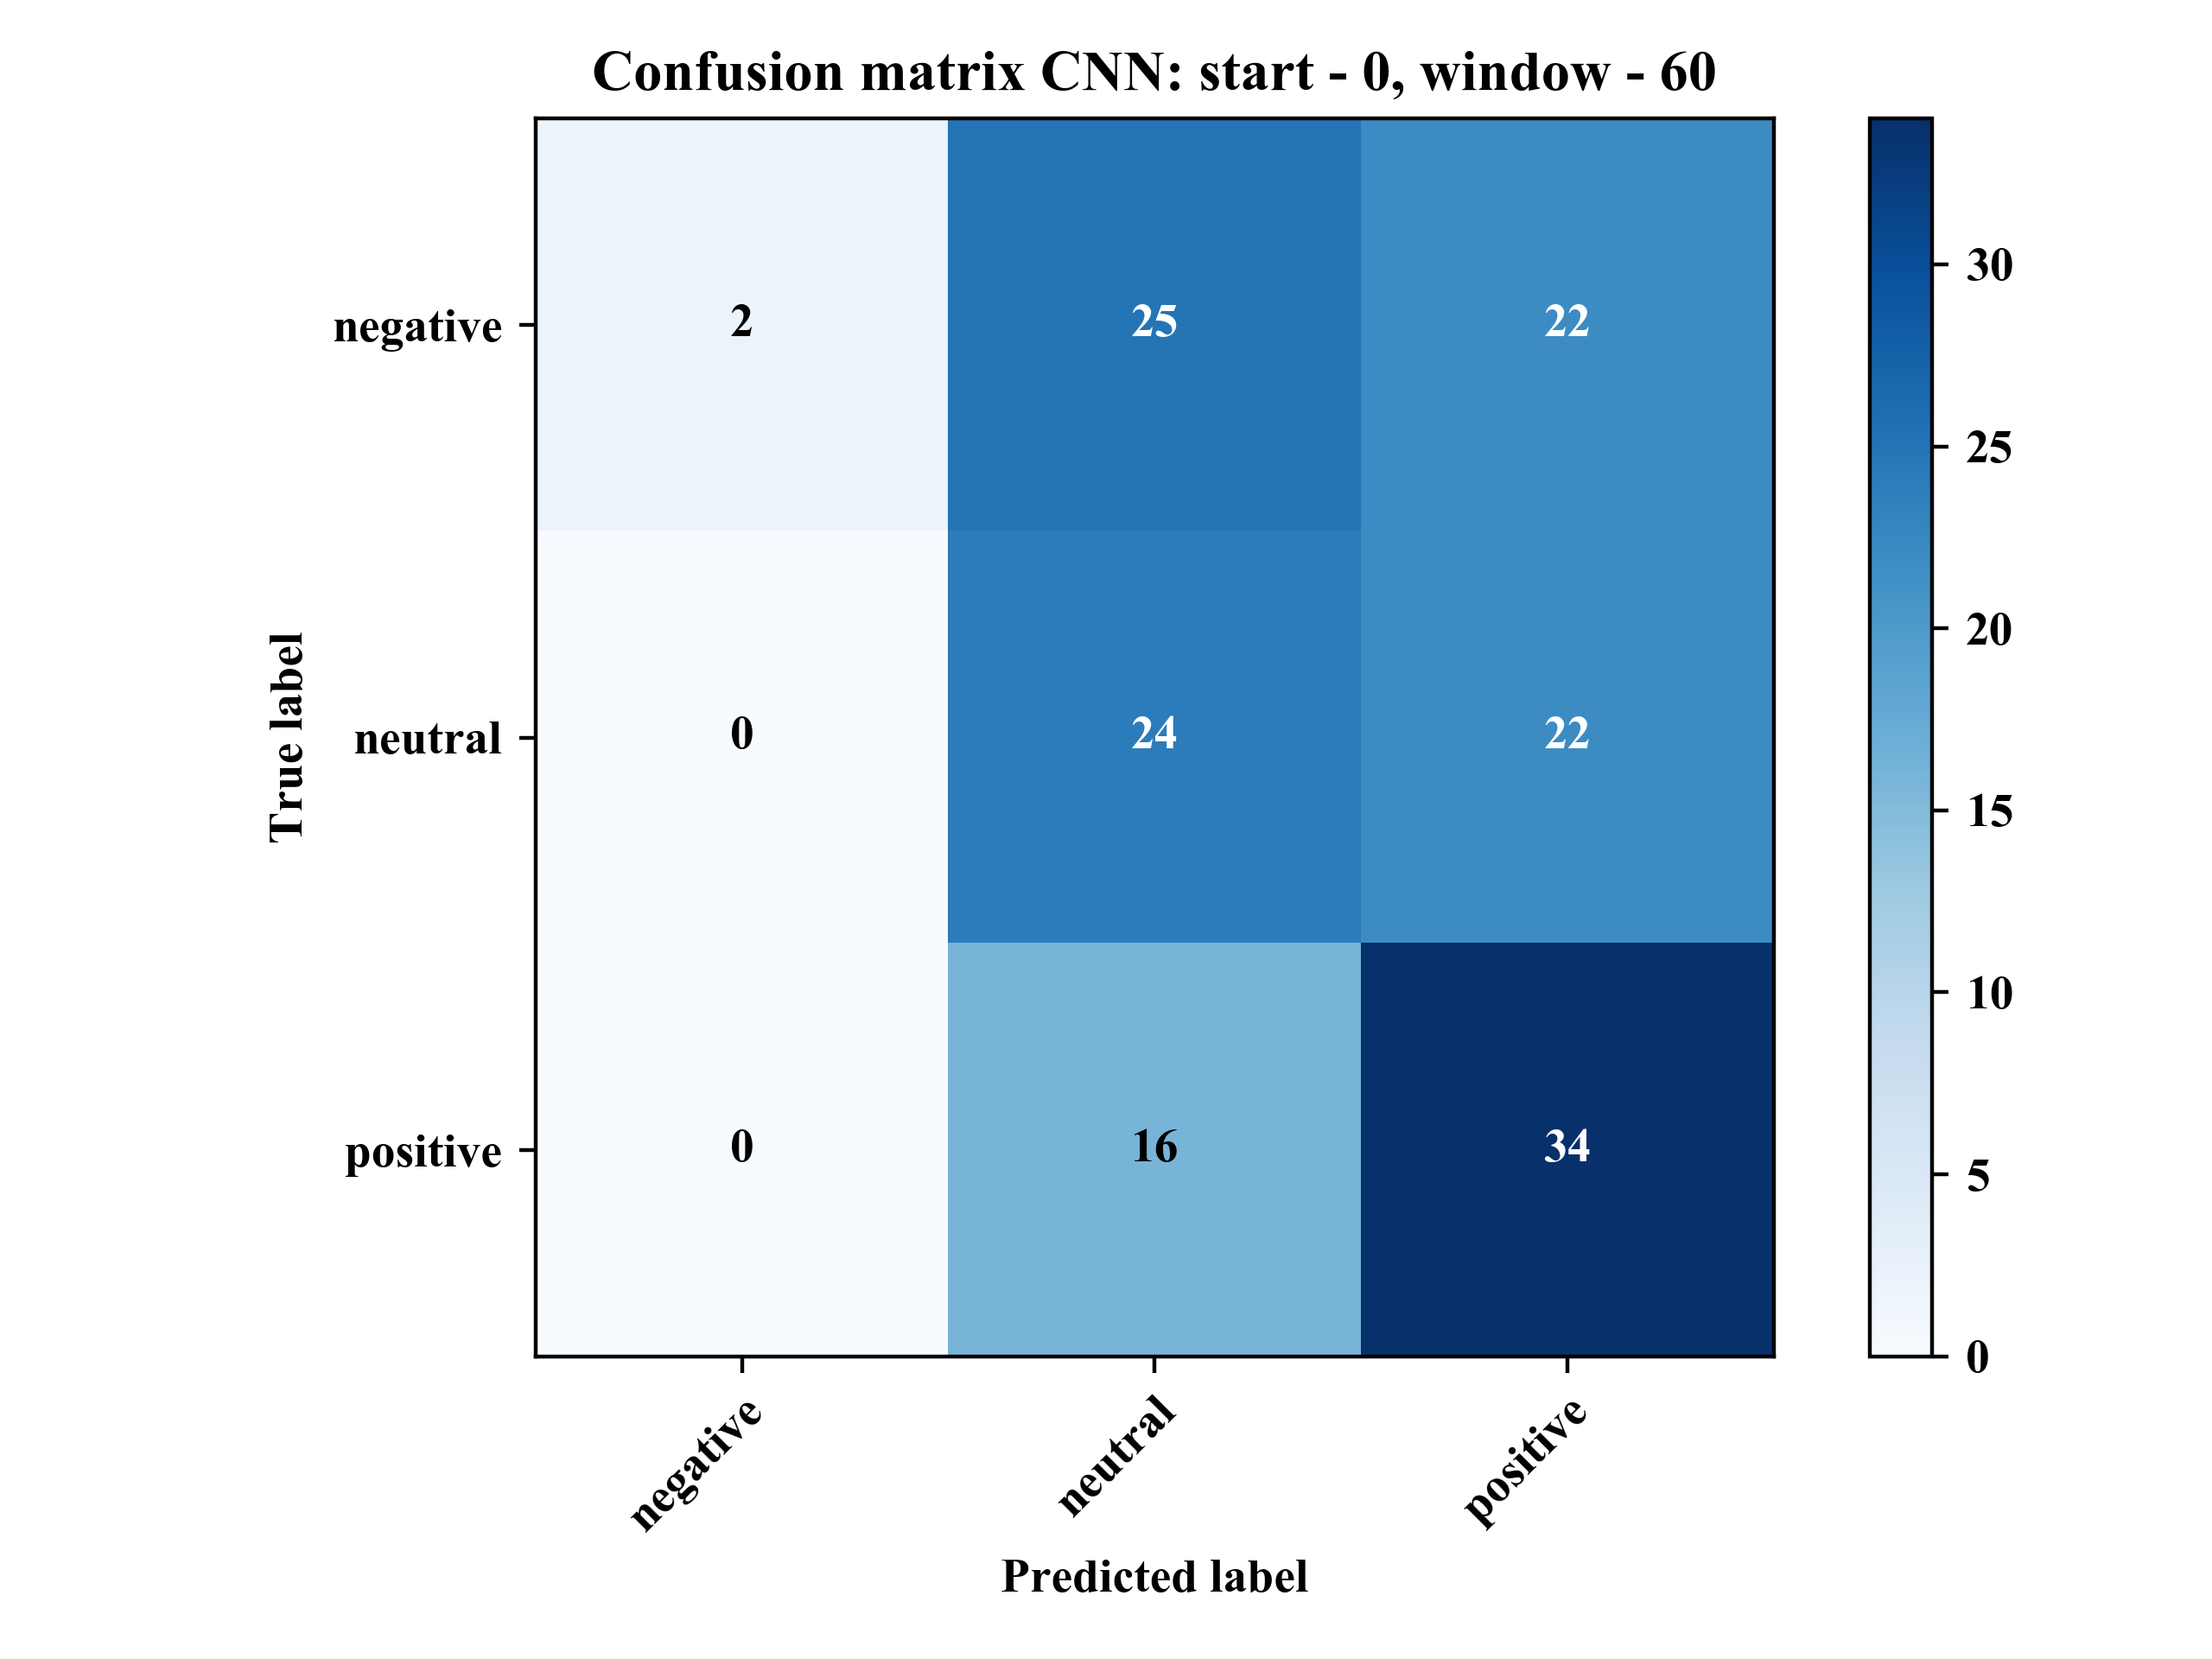 Confusion matrix CNN: start - 0, window - 60
True label
negative
2
25
22
neutral
0
24
22
positive
0
16
34
negative
neutral
positive
Predicted label
30
25
20
15
10
5
0